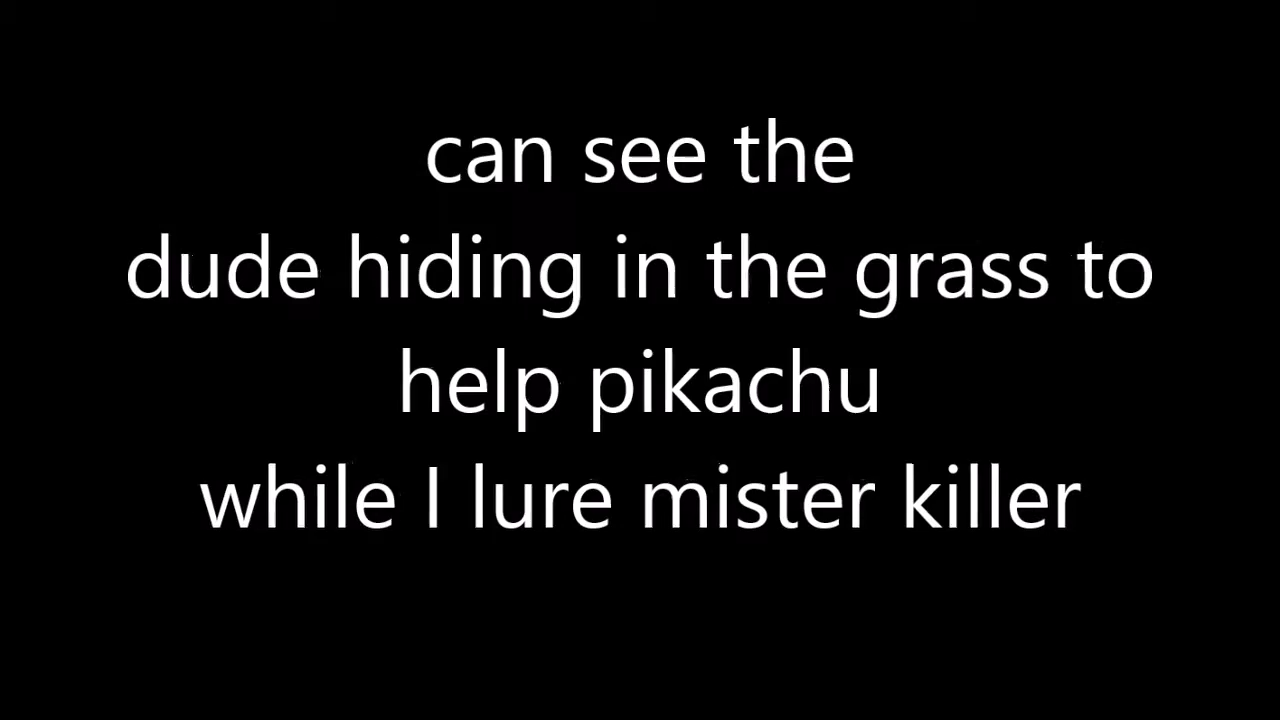 can see the
dude hiding in the grass to
help pikachu
while I lure mister killer